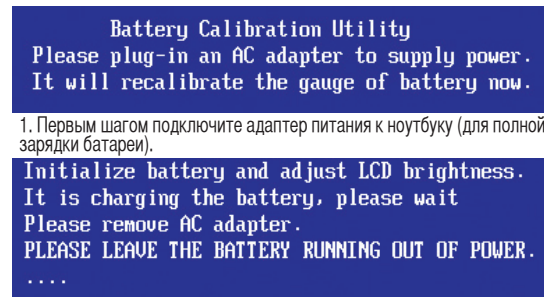 Battery Calibration Utility
Please plug-in an AC adapter to supply power.
It will recalibrate the gauge of battery now.
1. Первым шагом подключите адаптер питания к ноутбуку (для полной
зарядки батареи).
Initialize battery and adjust LCD brightness.
It is charging the battery, please wait
Please remove AC adapter.
PLEASE LEAVE THE BATTERY RUNNING OUT OF POWER.
....